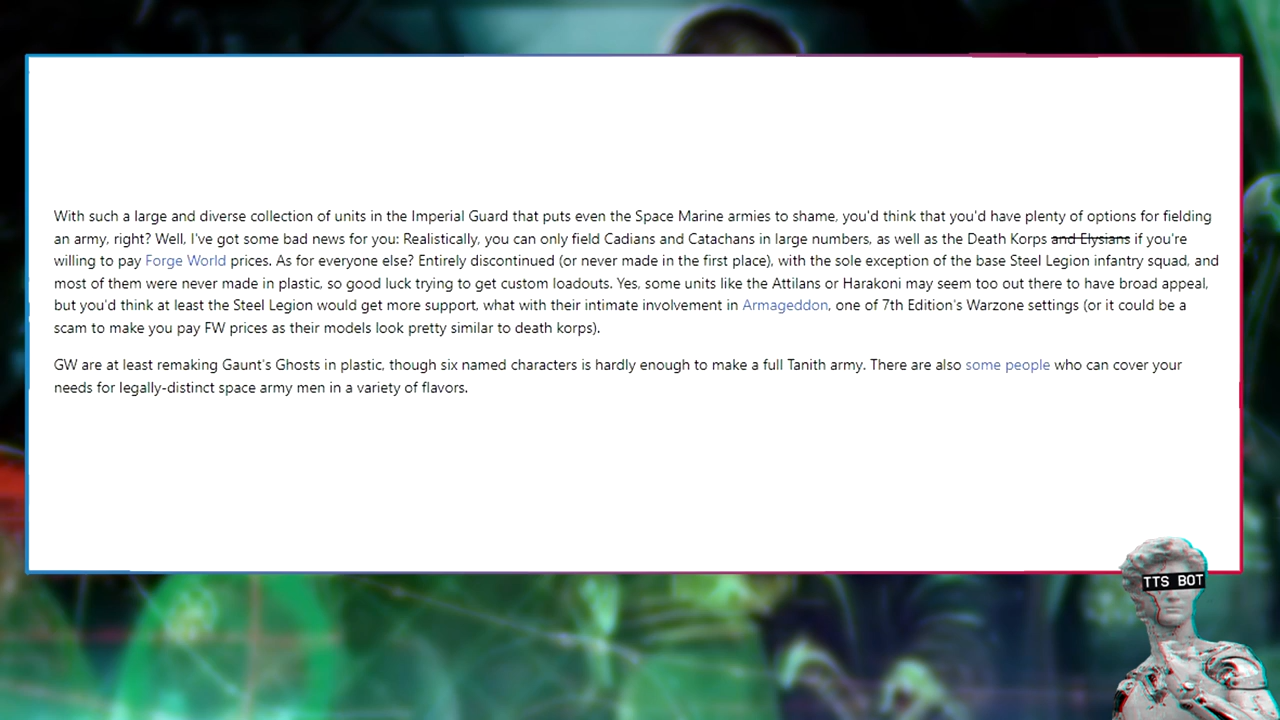 With such a large and diverse collection of units in the Imperial Guard that puts even the Space Marine armies to shame, you'd think that you'd have plenty of options for fielding
an army, right? Well, I've got some bad news for you: Realistically, you can only field Cadians and Catachans in large numbers, as well as the Death Korps and Elysians if you're
willing to pay Forge World prices. As for everyone else? Entirely discontinued (or never made in the first place), with the sole exception of the base Steel Legion infantry squad, and
most of them were never made in plastic, so good luck trying to get custom loadouts. Yes, some units like the Attilans or Harakoni may seem too out there to have broad appeal,
but you'd think at least the Steel Legion would get more support, what with their intimate involvement in Armageddon, one of 7th Edition's Warzone settings (or it could be a
scam to make you pay FW prices as their models look pretty similar to death korps).
GW are at least remaking Gaunt's Ghosts in plastic, though six named characters is hardly enough to make a full Tanith army. There are also some people who can cover your
needs for legally-distinct space army men in a variety of flavors.
TTS BOT